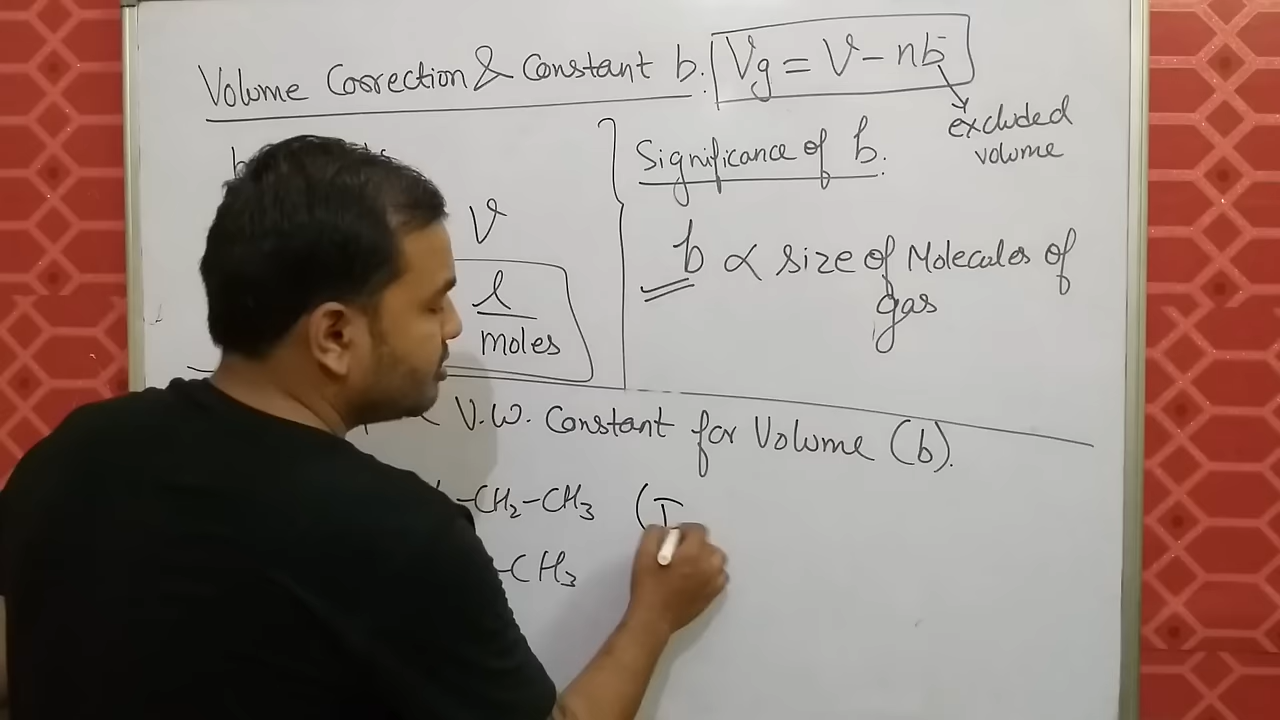 Volume Correction & Constant b.
Vg = V - nb
excluded
volume
Significance of b.
V
l
moles
b ∝ size of Molecules of
gas
V.W. Constant for Volume (b).
-CH₂-CH₃ (I
-CH₃